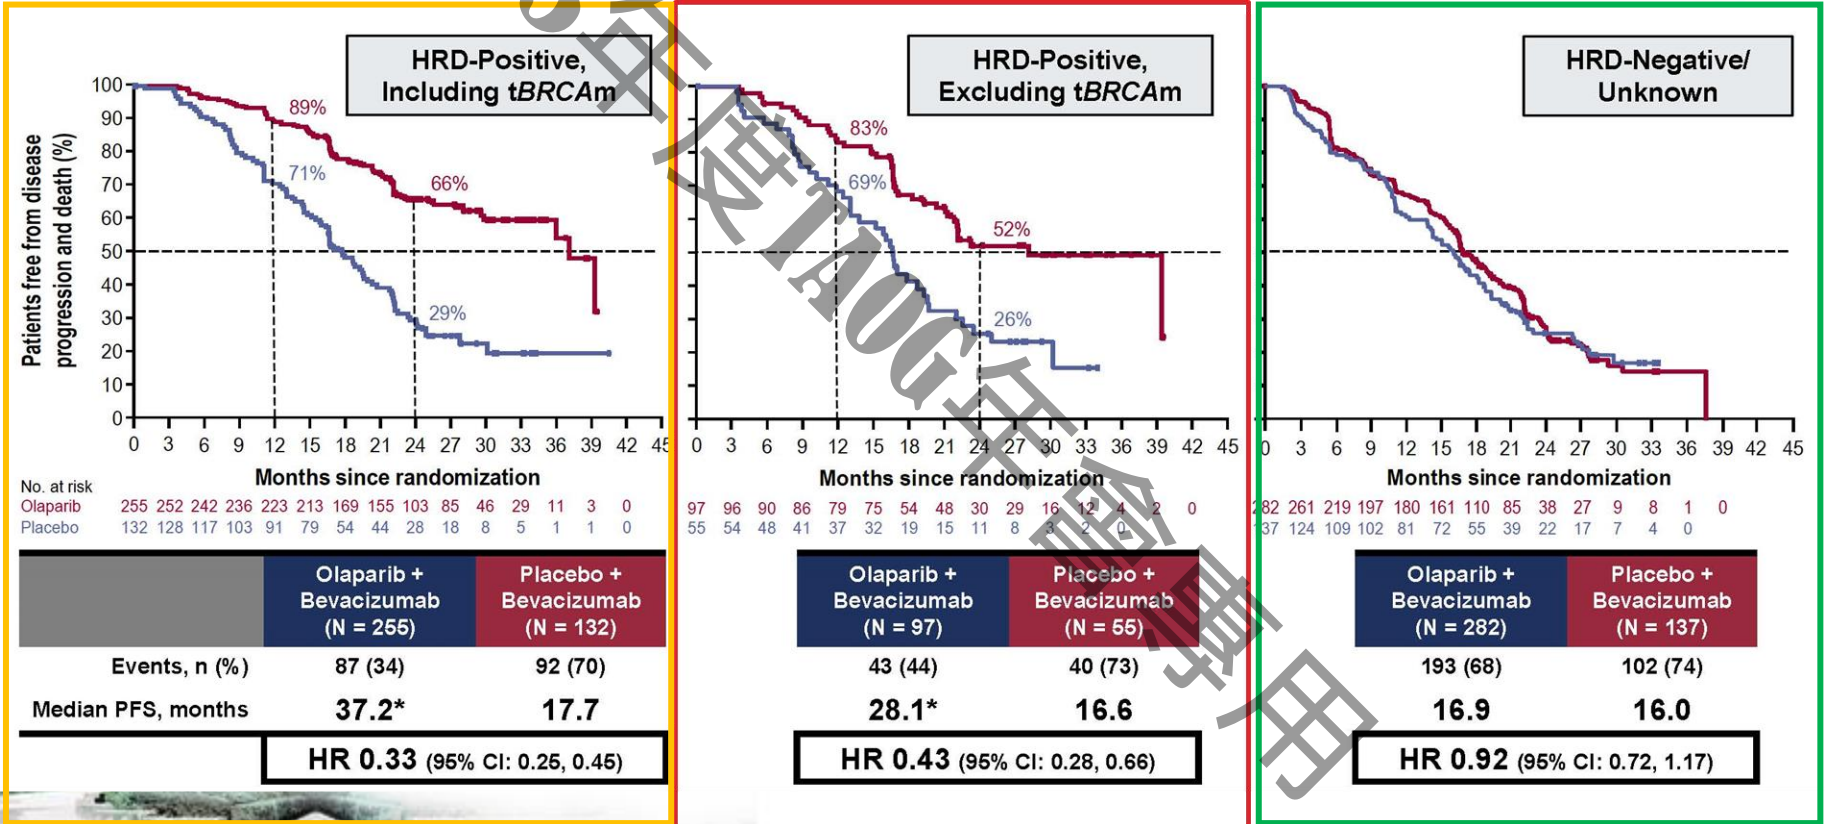 HRD-Positive,
Including tBRCAm
Patients free from disease
progression and death (%)
100
90
80
70
60
50
40
30
20
10
0
89%
71%
66%
29%
0 3 6 9 12 15 18 21 24 27 30 33 36 39 42 45
Months since randomization
No. at risk
Olaparib 255 252 242 236 223 213 169 155 103 85 46 29 11 3 0
Placebo 132 128 117 103 91 79 54 44 28 18 8 5 1 1 0
Olaparib +
Bevacizumab
(N = 255)
Placebo +
Bevacizumab
(N = 132)
Events, n (%) 87 (34) 92 (70)
Median PFS, months 37.2* 17.7
HR 0.33 (95% CI: 0.25, 0.45)
HRD-Positive,
Excluding tBRCAm
83%
69%
52%
26%
0 3 6 9 12 15 18 21 24 27 30 33 36 39 42 45
Months since randomization
97 96 90 86 79 75 54 48 30 29 16 12 4 2 0
55 54 48 41 37 32 19 15 11 8 3 2 0
Olaparib +
Bevacizumab
(N = 97)
Placebo +
Bevacizumab
(N = 55)
43 (44) 40 (73)
28.1* 16.6
HR 0.43 (95% CI: 0.28, 0.66)
HRD-Negative/
Unknown
0 3 6 9 12 15 18 21 24 27 30 33 36 39 42 45
Months since randomization
282 261 219 197 180 161 110 85 38 27 9 8 1 0
137 124 109 102 81 72 55 39 22 17 7 4 0
Olaparib +
Bevacizumab
(N = 282)
Placebo +
Bevacizumab
(N = 137)
193 (68) 102 (74)
16.9 16.0
HR 0.92 (95% CI: 0.72, 1.17)
年度TAOG年會專用